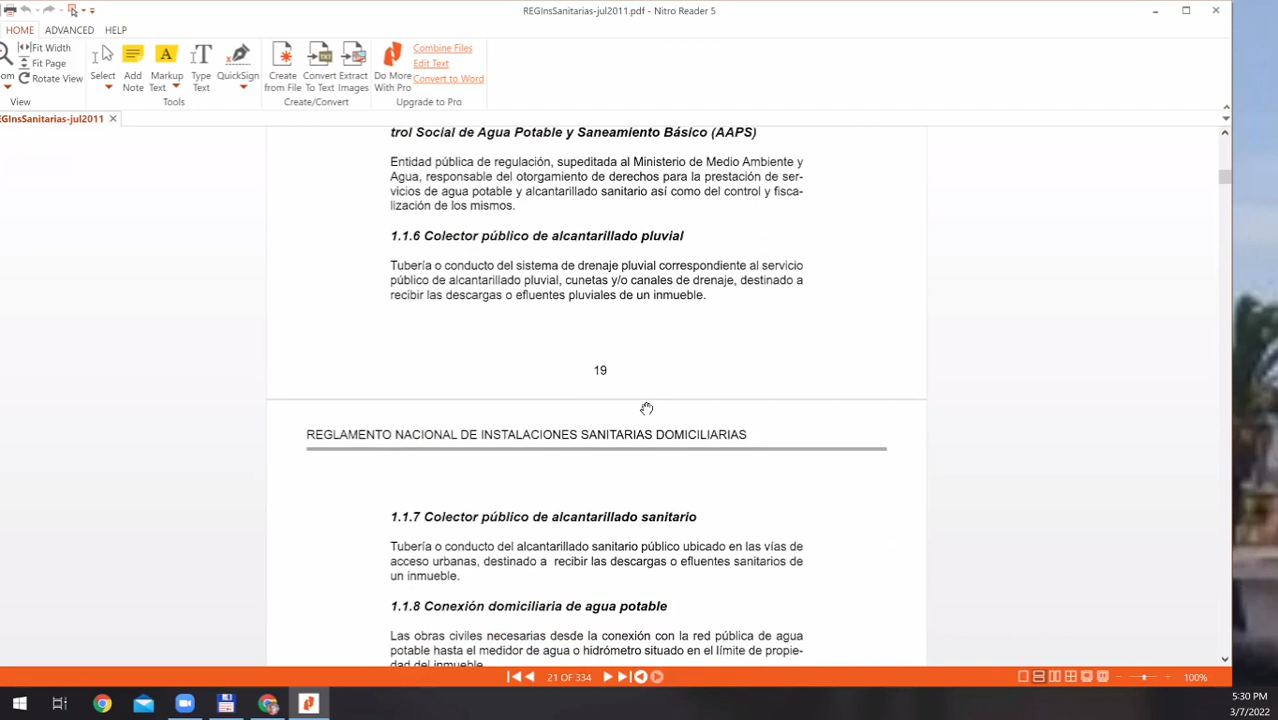 REGInsSanitarias-jul2011.pdf - Nitro Reader 5
HOME ADVANCED HELP
Fit Width
Fit Page
Rotate View
View
Select
Add Note
Markup Text
Type Text
QuickSign
Tools
Create from File
Convert To Text
Extract Images
Create/Convert
Do More With Pro
Combine Files
Edit Text
Convert to Word
Upgrade to Pro
EGInsSanitarias-jul2011
trol Social de Agua Potable y Saneamiento Básico (AAPS)
Entidad pública de regulación, supeditada al Ministerio de Medio Ambiente y
Agua, responsable del otorgamiento de derechos para la prestación de ser-
vicios de agua potable y alcantarillado sanitario así como del control y fisca-
lización de los mismos.
1.1.6 Colector público de alcantarillado pluvial
Tubería o conducto del sistema de drenaje pluvial correspondiente al servicio
público de alcantarillado pluvial, cunetas y/o canales de drenaje, destinado a
recibir las descargas o efluentes pluviales de un inmueble.
19
REGLAMENTO NACIONAL DE INSTALACIONES SANITARIAS DOMICILIARIAS
1.1.7 Colector público de alcantarillado sanitario
Tubería o conducto del alcantarillado sanitario público ubicado en las vías de
acceso urbanas, destinado a recibir las descargas o efluentes sanitarios de
un inmueble.
1.1.8 Conexión domiciliaria de agua potable
Las obras civiles necesarias desde la conexión con la red pública de agua
potable hasta el medidor de agua o hidrómetro situado en el límite de propie-
dad del inmueble
21 OF 334
100%
5:30 PM
3/7/2022